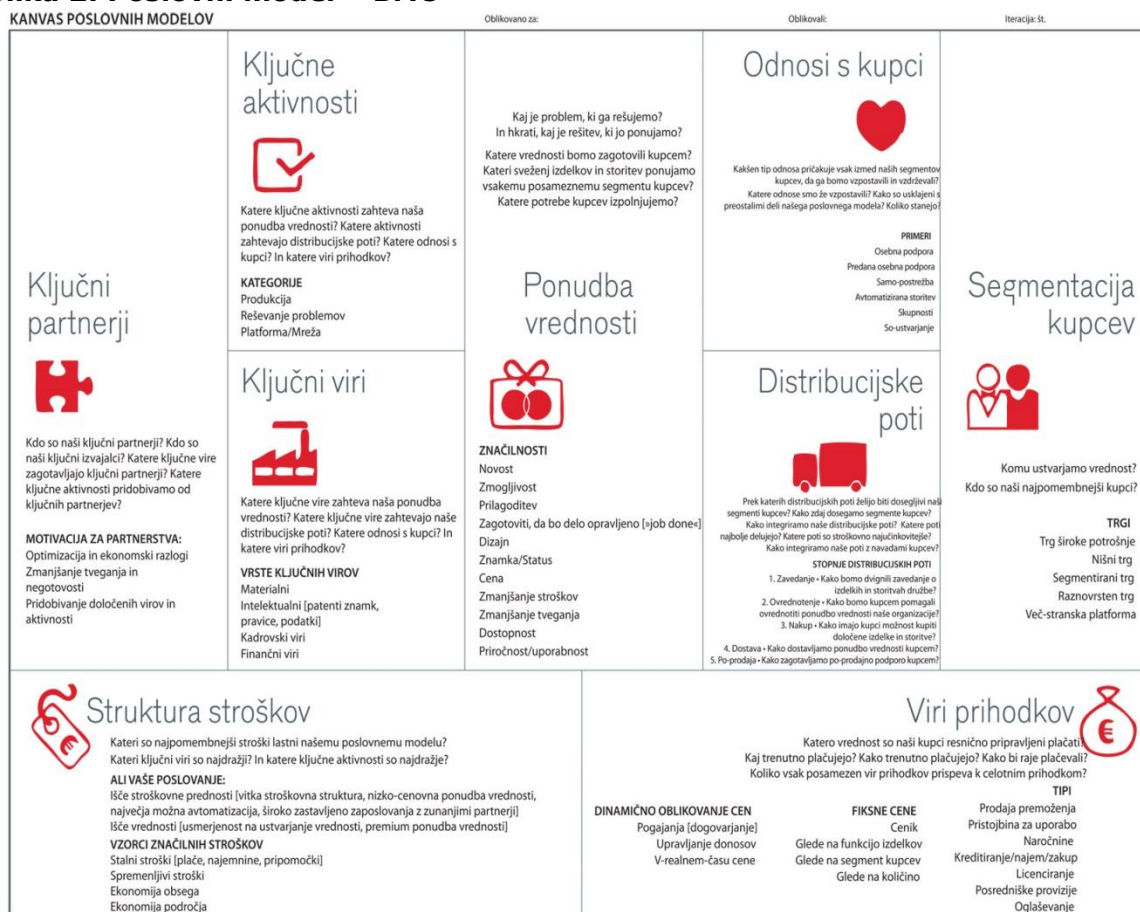 KANVAS POSLOVNIH MODELOV
Oblikovano za:
Oblikovali:
Iteracija: št.
Ključni
partnerji
Kdo so naši ključni partnerji? Kdo so
naši ključni izvajalci? Katere ključne vire
zagotavljajo ključni partnerji? Katere
ključne aktivnosti pridobivamo od
ključnih partnerjev?
MOTIVACIJA ZA PARTNERSTVA:
Optimizacija in ekonomski razlogi
Zmanjšanje tveganja in
negotovosti
Pridobivanje določenih virov in
aktivnosti
Ključne
aktivnosti
Katere ključne aktivnosti zahteva naša
ponudba vrednosti? Katere aktivnosti
zahtevajo distribucijske poti? Katere odnosi s
kupci? In katere viri prihodkov?
KATEGORIJE
Produkcija
Reševanje problemov
Platforma/Mreža
Ključni viri
Katere ključne vire zahteva naša ponudba
vrednosti? Katere ključne vire zahtevajo naše
distribucijske poti? Katere odnosi s kupci? In
katere viri prihodkov?
VRSTE KLJUČNIH VIROV
Materialni
Intelektualni [patenti znamk,
pravice, podatki]
Kadrovski viri
Finančni viri
Kaj je problem, ki ga rešujemo?
In hkrati, kaj je rešitev, ki jo ponujamo?
Katere vrednosti bomo zagotovili kupcem?
Kateri sveženj izdelkov in storitev ponujamo
vsakemu posameznemu segmentu kupcev?
Katere potrebe kupcev izpolnjujemo?
Ponudba
vrednosti
ZNAČILNOSTI
Novost
Zmogljivost
Prilagoditev
Zagotoviti, da bo delo opravljeno [»job done«]
Dizajn
Znamka/Status
Cena
Zmanjšanje stroškov
Zmanjšanje tveganja
Dostopnost
Priročnost/uporabnost
Odnosi s kupci
Kakšen tip odnosa pričakuje vsak izmed naših segmentov
kupcev, da ga bomo vzpostavili in vzdrževali?
Katere odnose smo že vzpostavili? Kako so usklajeni s
preostalimi deli našega poslovnega modela? Koliko stanejo?
PRIMERI
Osebna podpora
Predana osebna podpora
Samo-postrežba
Avtomatizirana storitev
Skupnosti
So-ustvarjanje
Distribucijske
poti
Prek katerih distribucijskih poti želijo biti dosegljivi naši
segmenti kupcev? Kako zdaj dosegamo segmente kupcev?
Kako integriramo naše distribucijske poti? Katere poti
najbolje delujejo? Katere poti so stroškovno najučinkovitejše?
Kako integriramo naše poti z navadami kupcev?
STOPNJE DISTRIBUCIJSKIH POTI
1. Zavedanje • Kako bomo dvignili zavedanje o
izdelkih in storitvah družbe?
2. Ovrednotenje • Kako bomo kupcem pomagali
ovrednotiti ponudbo vrednosti naše organizacije?
3. Nakup • Kako imajo kupci možnost kupiti
določene izdelke in storitve?
4. Dostava • Kako dostavljamo ponudbo vrednosti kupcem?
5. Po-prodaja • Kako zagotavljamo po-prodajno podporo kupcem?
Segmentacija
kupcev
Komu ustvarjamo vrednost?
Kdo so naši najpomembnejši kupci?
TRGI
Trg široke potrošnje
Nišni trg
Segmentirani trg
Raznovrsten trg
Več-stranska platforma
Struktura stroškov
Kateri so najpomembnejši stroški lastni našemu poslovnemu modelu?
Kateri ključni viri so najdražji? In katere ključne aktivnosti so najdražje?
ALI VAŠE POSLOVANJE:
Išče stroškovne prednosti [vitka stroškovna struktura, nizko-cenovna ponudba vrednosti,
največja možna avtomatizacija, široko zastavljeno zaposlovanja z zunanjimi partnerji]
Išče vrednosti [usmerjenost na ustvarjanje vrednosti, premium ponudba vrednosti]
VZORCI ZNAČILNIH STROŠKOV
Stalni stroški [plače, najemnine, pripomočki]
Spremenljivi stroški
Ekonomija obsega
Ekonomija področja
Viri prihodkov
Katero vrednost so naši kupci resnično pripravljeni plačati?
Kaj trenutno plačujejo? Kako trenutno plačujejo? Kako bi raje plačevali?
Koliko vsak posamezen vir prihodkov prispeva k celotnim prihodkom?
DINAMIČNO OBLIKOVANJE CEN
Pogajanja [dogovarjanje]
Upravljanje donosov
V-realnem-času cene
FIKSNE CENE
Cenik
Glede na funkcijo izdelkov
Glede na segment kupcev
Glede na količino
TIPI
Prodaja premoženja
Pristojbina za uporabo
Naročnine
Kreditiranje/najem/zakup
Licenciranje
Posredniške provizije
Oglaševanje